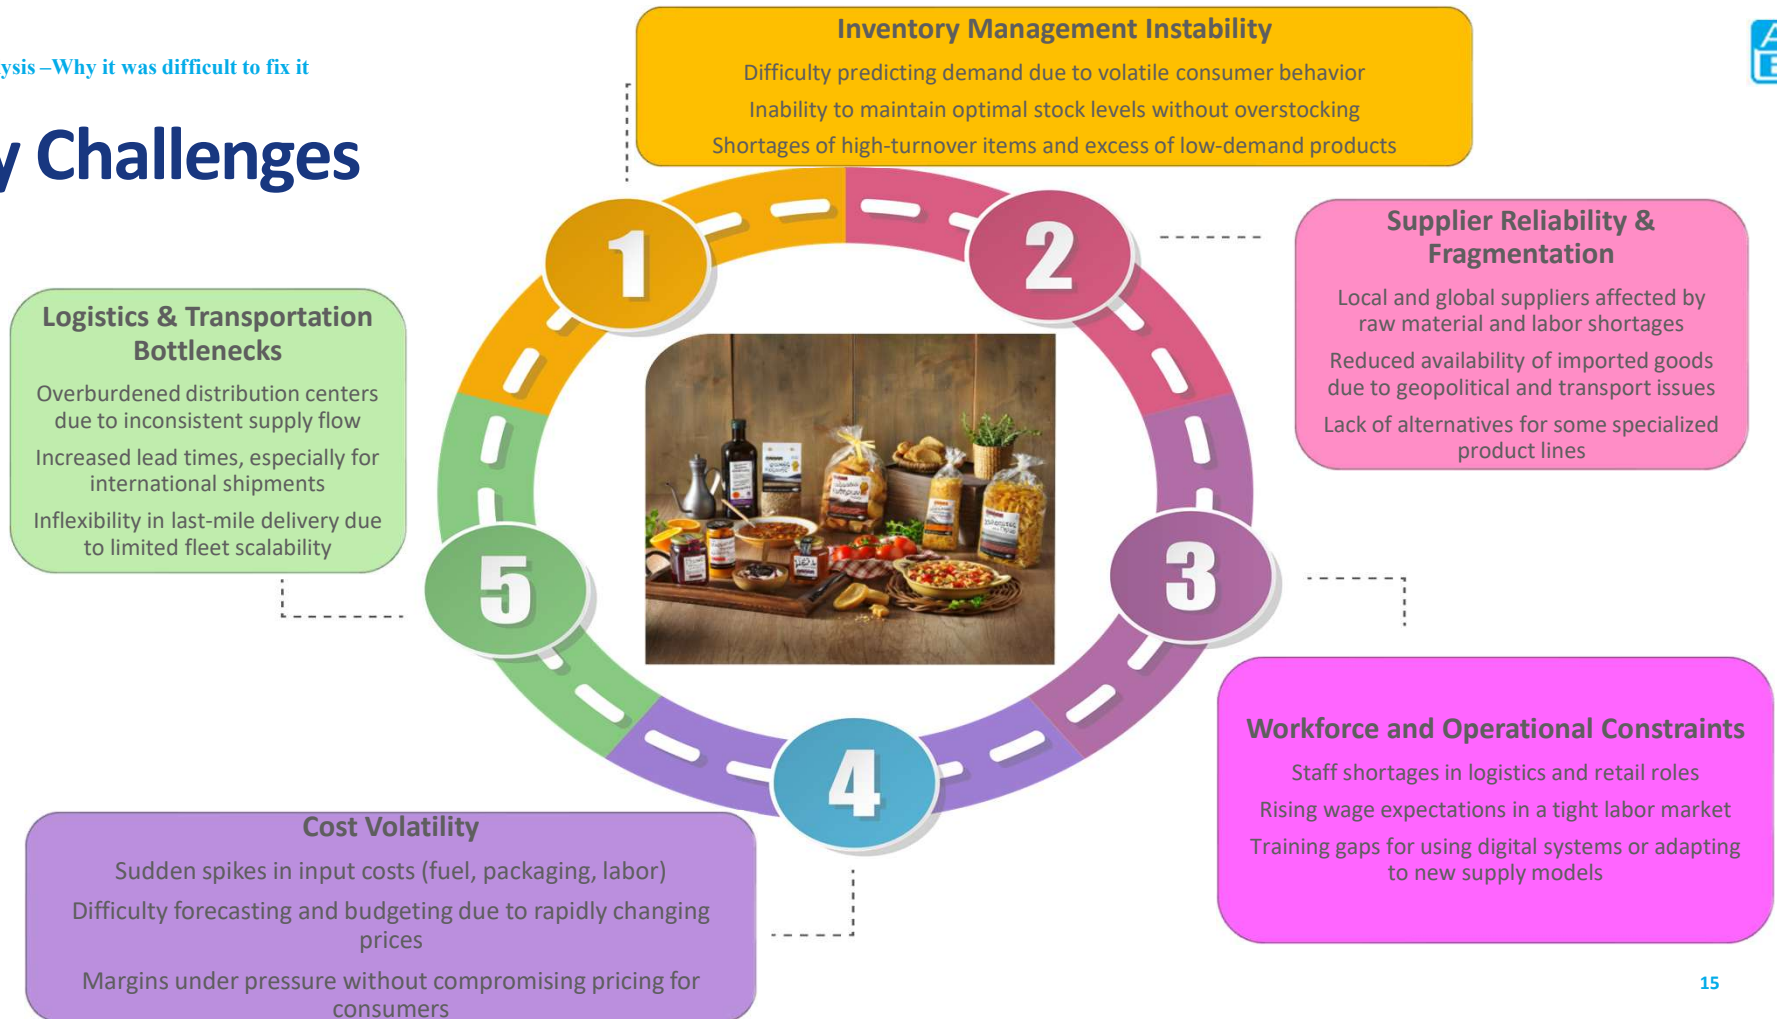 ysis –Why it was difficult to fix it
y Challenges
Inventory Management Instability
Difficulty predicting demand due to volatile consumer behavior
Inability to maintain optimal stock levels without overstocking
Shortages of high-turnover items and excess of low-demand products
1
2
Supplier Reliability &
Fragmentation
Local and global suppliers affected by
raw material and labor shortages
Reduced availability of imported goods
due to geopolitical and transport issues
Lack of alternatives for some specialized
product lines
3
Workforce and Operational Constraints
Staff shortages in logistics and retail roles
Rising wage expectations in a tight labor market
Training gaps for using digital systems or adapting
to new supply models
4
Cost Volatility
Sudden spikes in input costs (fuel, packaging, labor)
Difficulty forecasting and budgeting due to rapidly changing
prices
Margins under pressure without compromising pricing for
consumers
5
Logistics & Transportation
Bottlenecks
Overburdened distribution centers
due to inconsistent supply flow
Increased lead times, especially for
international shipments
Inflexibility in last-mile delivery due
to limited fleet scalability
15